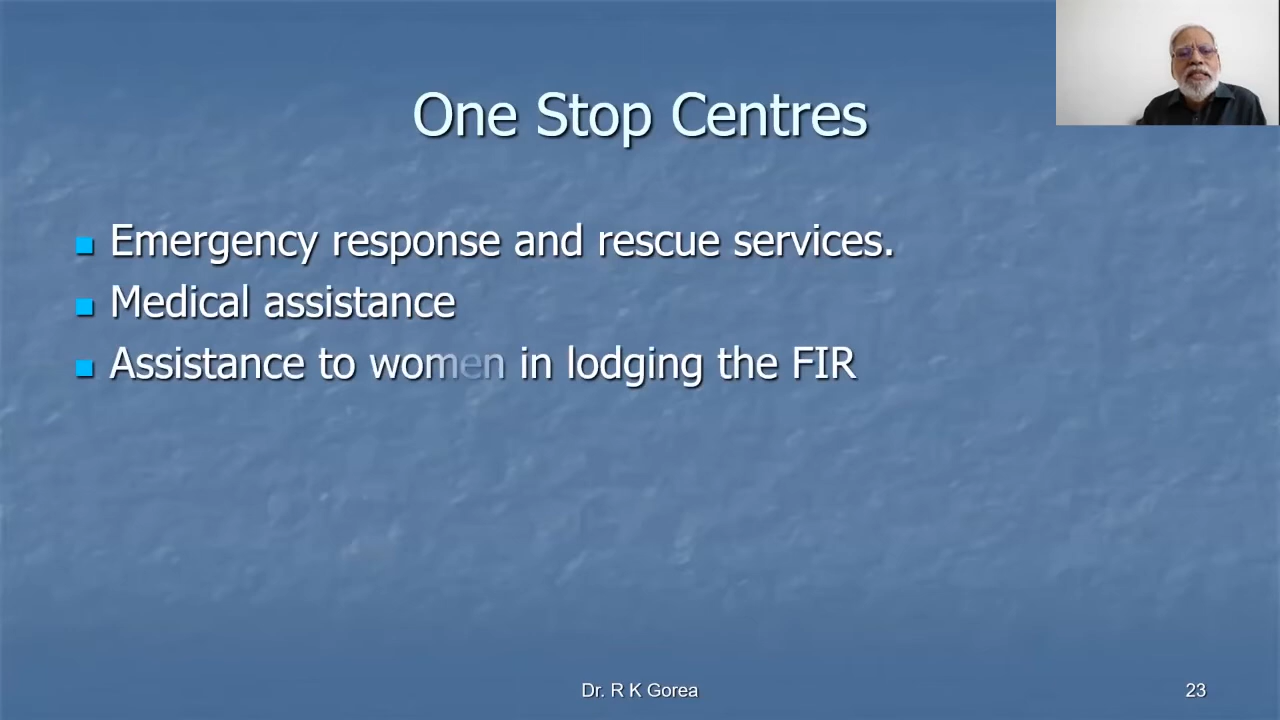 One Stop Centres
Emergency response and rescue services.
Medical assistance
Assistance to women in lodging the FIR
Dr. R K Gorea
23